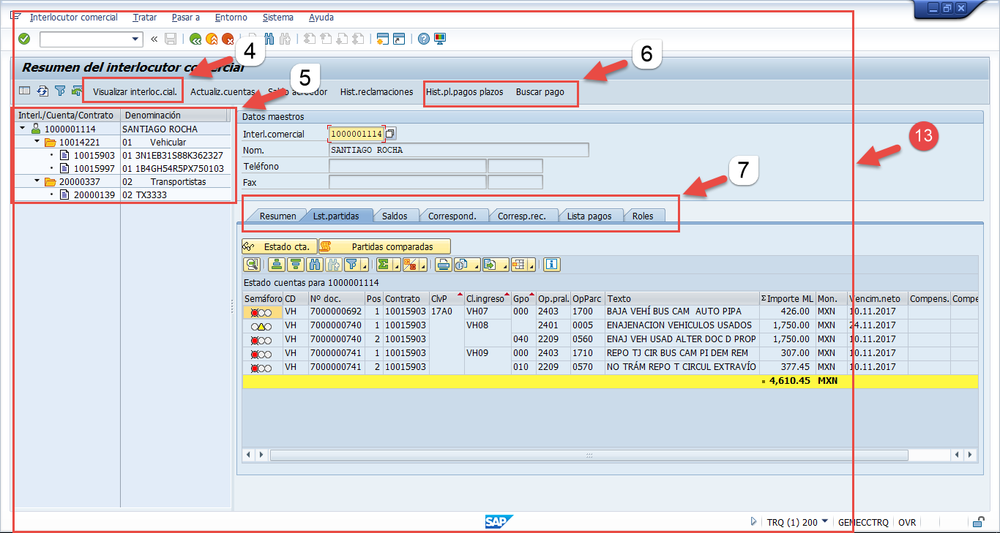 Interlocutor comercial Tratar Pasar a Entorno Sistema Ayuda
4
6
Resumen del interlocutor comercial
5
Visualizar interloc.cial. Actualiz.cuentas Saldo acreedor Hist.reclamaciones Hist.pl.pagos plazos Buscar pago
Interl./Cuenta/Contrato Denominación
1000001114 SANTIAGO ROCHA
10014221 01 Vehicular
10015903 01 3N1EB31S88K362327
10015997 01 1B4GH54R5PX750103
20000337 02 Transportistas
20000139 02 TX3333
Datos maestros
Interl.comercial 1000001114
Nom. SANTIAGO ROCHA
Teléfono
Fax
13
7
Resumen Lst.partidas Saldos Correspond. Corresp.rec. Lista pagos Roles
Estado cta. Partidas comparadas
Estado cuentas para 1000001114
Semáforo CD Nº doc. Pos Contrato ClvP Cl.ingreso Gpo Op.pral. OpParc Texto Σ Importe ML Mon. Vencim.neto Compens. Compe
VH 7000000692 1 10015903 17A0 VH07 000 2403 1700 BAJA VEHÍ BUS CAM AUTO PIPA 426.00 MXN 10.11.2017
VH 7000000740 1 10015903 VH08 2401 0005 ENAJENACION VEHICULOS USADOS 1,750.00 MXN 24.11.2017
VH 7000000740 2 10015903 040 2209 0560 ENAJ VEH USAD ALTER DOC D PROP 1,750.00 MXN 10.11.2017
VH 7000000741 1 10015903 VH09 000 2403 1710 REPO TJ CIR BUS CAM PI DEM REM 307.00 MXN 10.11.2017
VH 7000000741 2 10015903 010 2209 0570 NO TRÁM REPO T CIRCUL EXTRAVÍO 377.45 MXN 10.11.2017
4,610.45 MXN
SAP TRQ (1) 200 GEMECCTRQ OVR